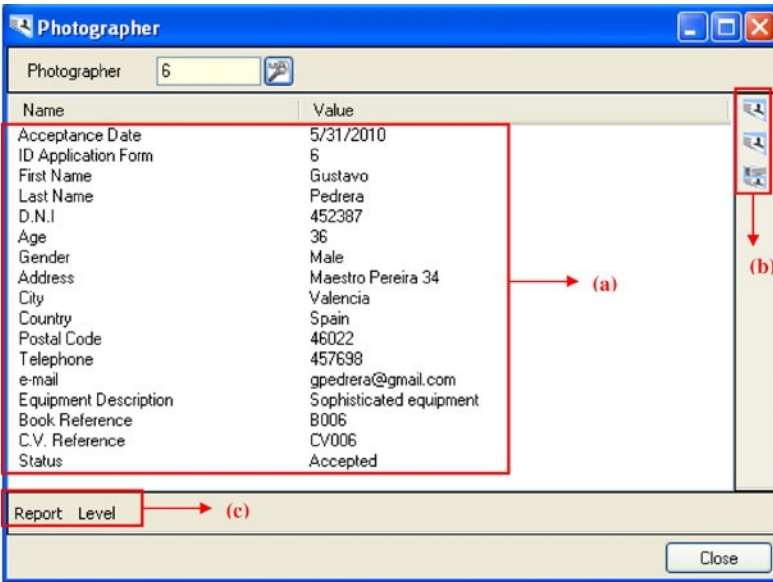 Photographer
Photographer 6
Name Value
Acceptance Date 5/31/2010
ID Application Form 6
First Name Gustavo
Last Name Pedrera
D.N.I 452387
Age 36
Gender Male
Address Maestro Pereira 34
City Valencia
Country Spain
Postal Code 46022
Telephone 457698
e-mail gpedrera@gmail.com
Equipment Description Sophisticated equipment
Book Reference B006
C.V. Reference CV006
Status Accepted
(a)
(b)
Report Level
(c)
Close